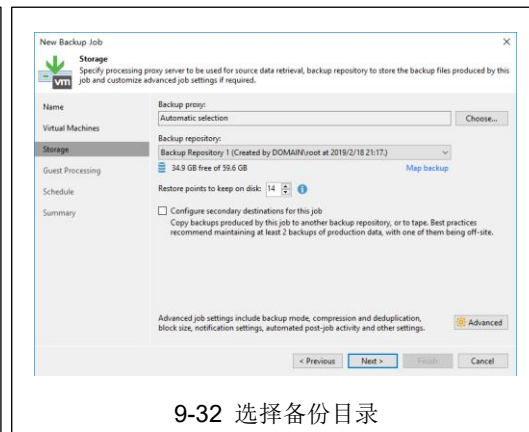 New Backup Job
Storage
Specify processing proxy server to be used for source data retrieval, backup repository to store the backup files produced by this
job and customize advanced job settings if required.
vm
Name
Virtual Machines
Storage
Guest Processing
Schedule
Summary
Backup proxy:
Automatic selection
Choose...
Backup repository:
Backup Repository 1 (Created by DOMAIN\root at 2019/2/18 21:17.)
34.9 GB free of 59.6 GB
Map backup
Restore points to keep on disk: 14
Configure secondary destinations for this job
Copy backups produced by this job to another backup repository, or to tape. Best practices
recommend maintaining at least 2 backups of production data, with one of them being off-site.
Advanced job settings include backup mode, compression and deduplication,
block size, notification settings, automated post-job activity and other settings.
Advanced
< Previous Next > Finish Cancel
9-32 选择备份目录